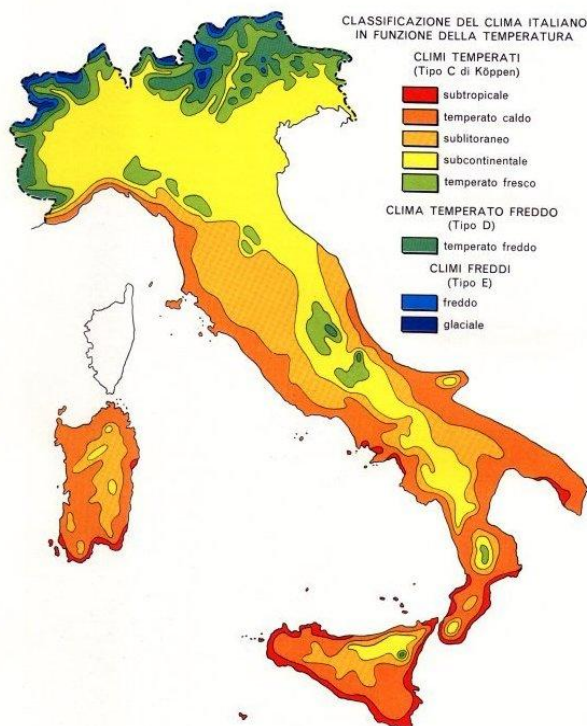 CLASSIFICAZIONE DEL CLIMA ITALIANO
IN FUNZIONE DELLA TEMPERATURA
CLIMI TEMPERATI
(Tipo C di Köppen)
subtropicale
temperato caldo
sublitoraneo
subcontinentale
temperato fresco
CLIMA TEMPERATO FREDDO
(Tipo D)
temperato freddo
CLIMI FREDDI
(Tipo E)
freddo
glaciale